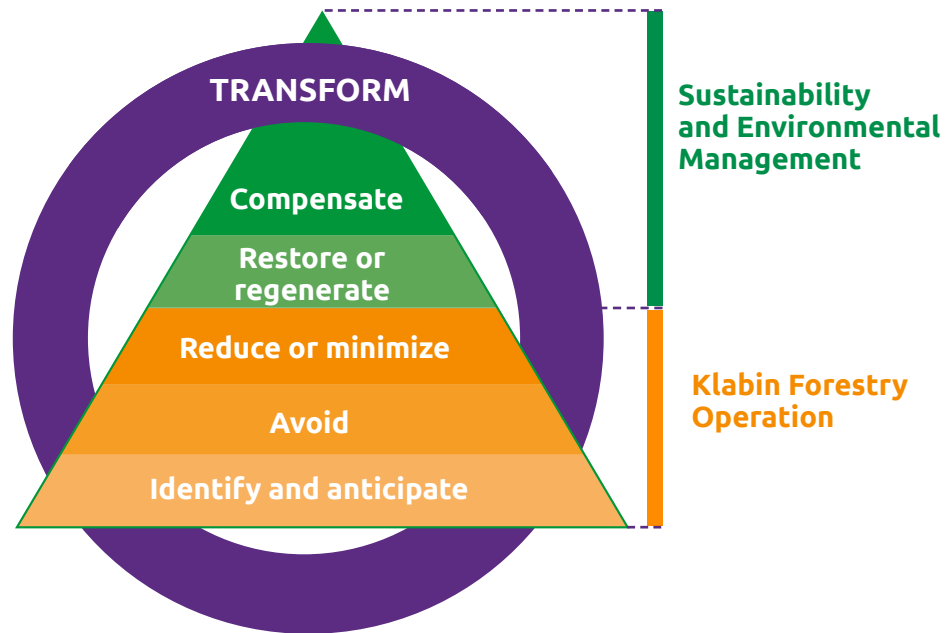 TRANSFORM
Compensate
Restore or
regenerate
Reduce or minimize
Avoid
Identify and anticipate
Sustainability
and Environmental
Management
Klabin Forestry
Operation